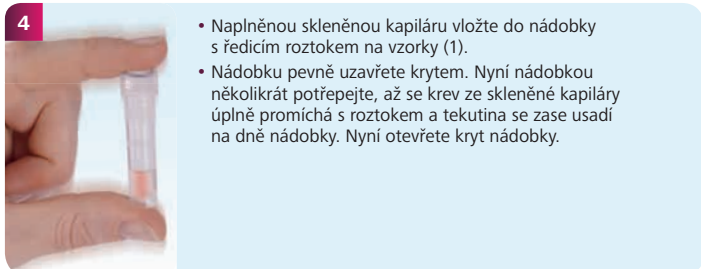 4
• Naplněnou skleněnou kapiláru vložte do nádobky
s ředicím roztokem na vzorky (1).
• Nádobku pevně uzavřete krytem. Nyní nádobkou
několikrát potřepejte, až se krev ze skleněné kapiláry
úplně promíchá s roztokem a tekutina se zase usadí
na dně nádobky. Nyní otevřete kryt nádobky.